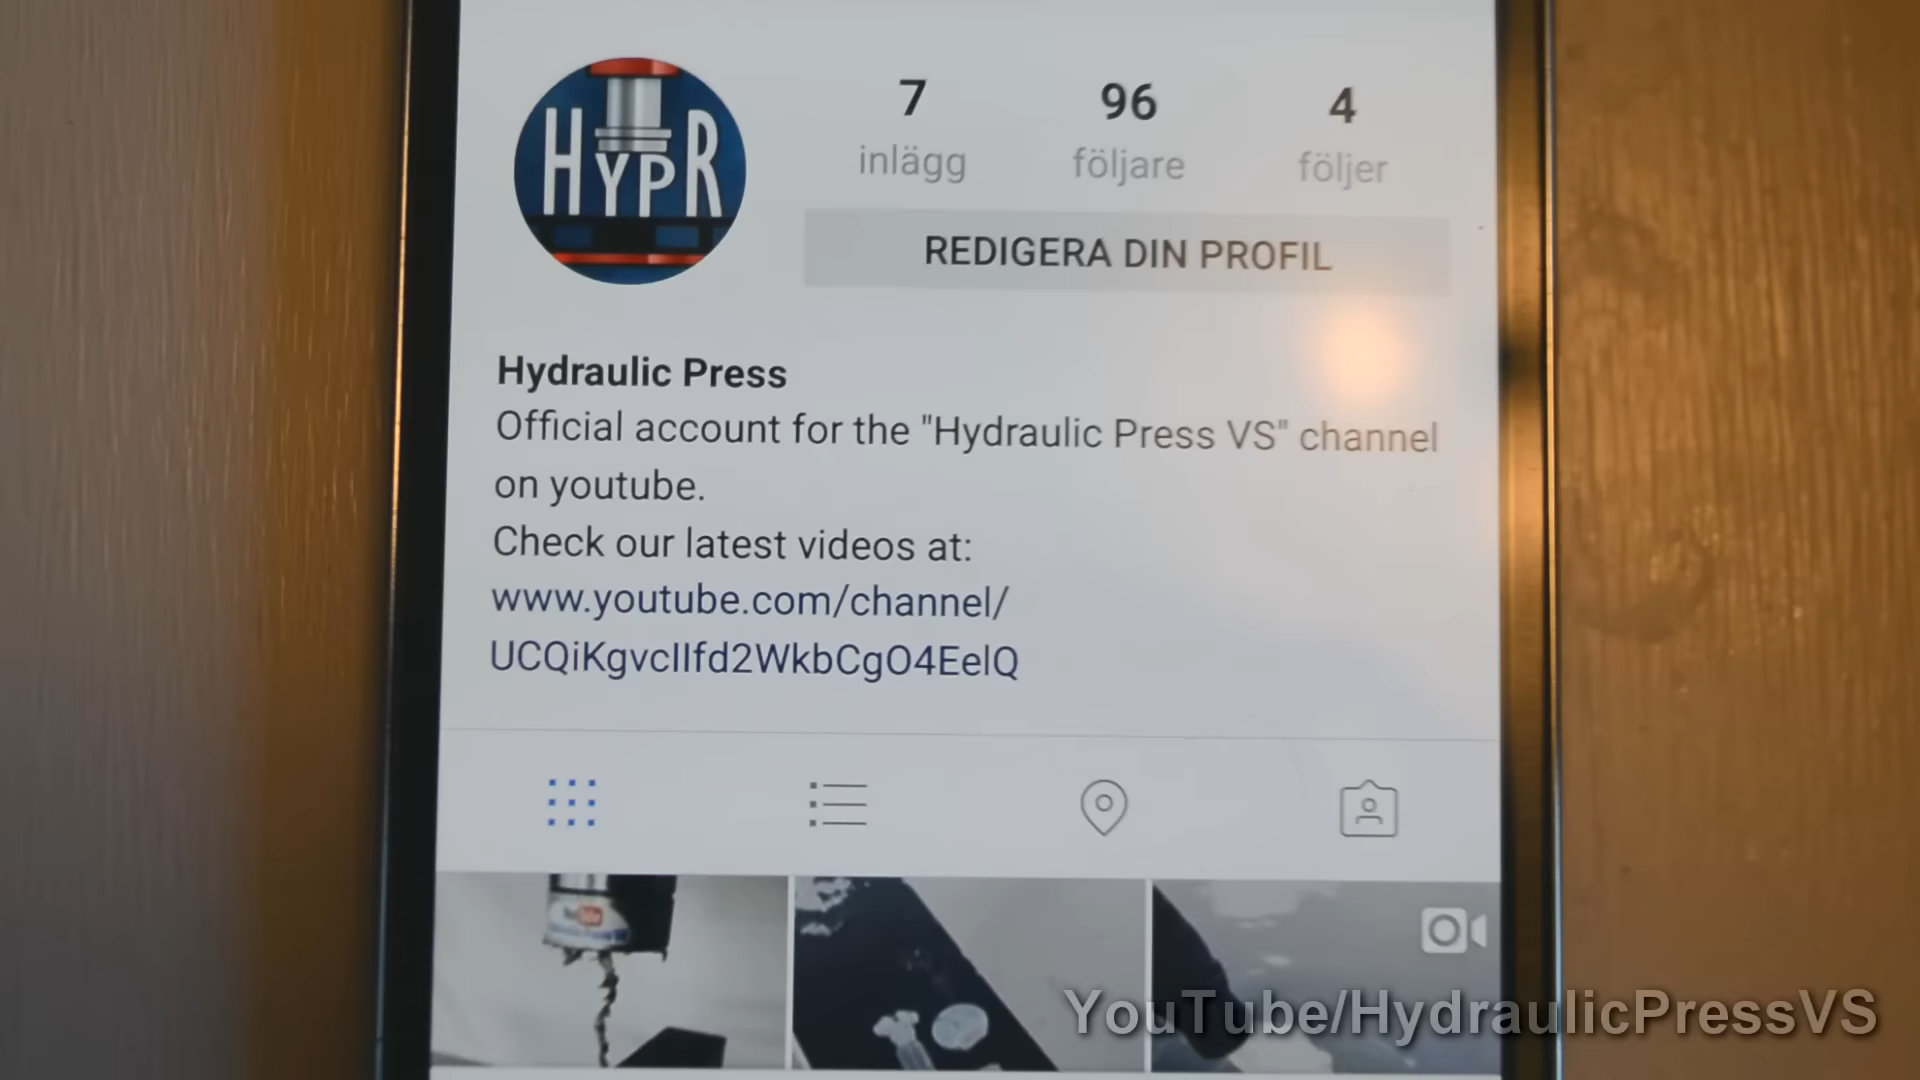 HYPR
7 96 4
inlägg följare följer
REDIGERA DIN PROFIL
Hydraulic Press
Official account for the "Hydraulic Press VS" channel
on youtube.
Check our latest videos at:
www.youtube.com/channel/
UCQiKgvcIIfd2WkbCgO4EelQ
YouTube/HydraulicPressVS